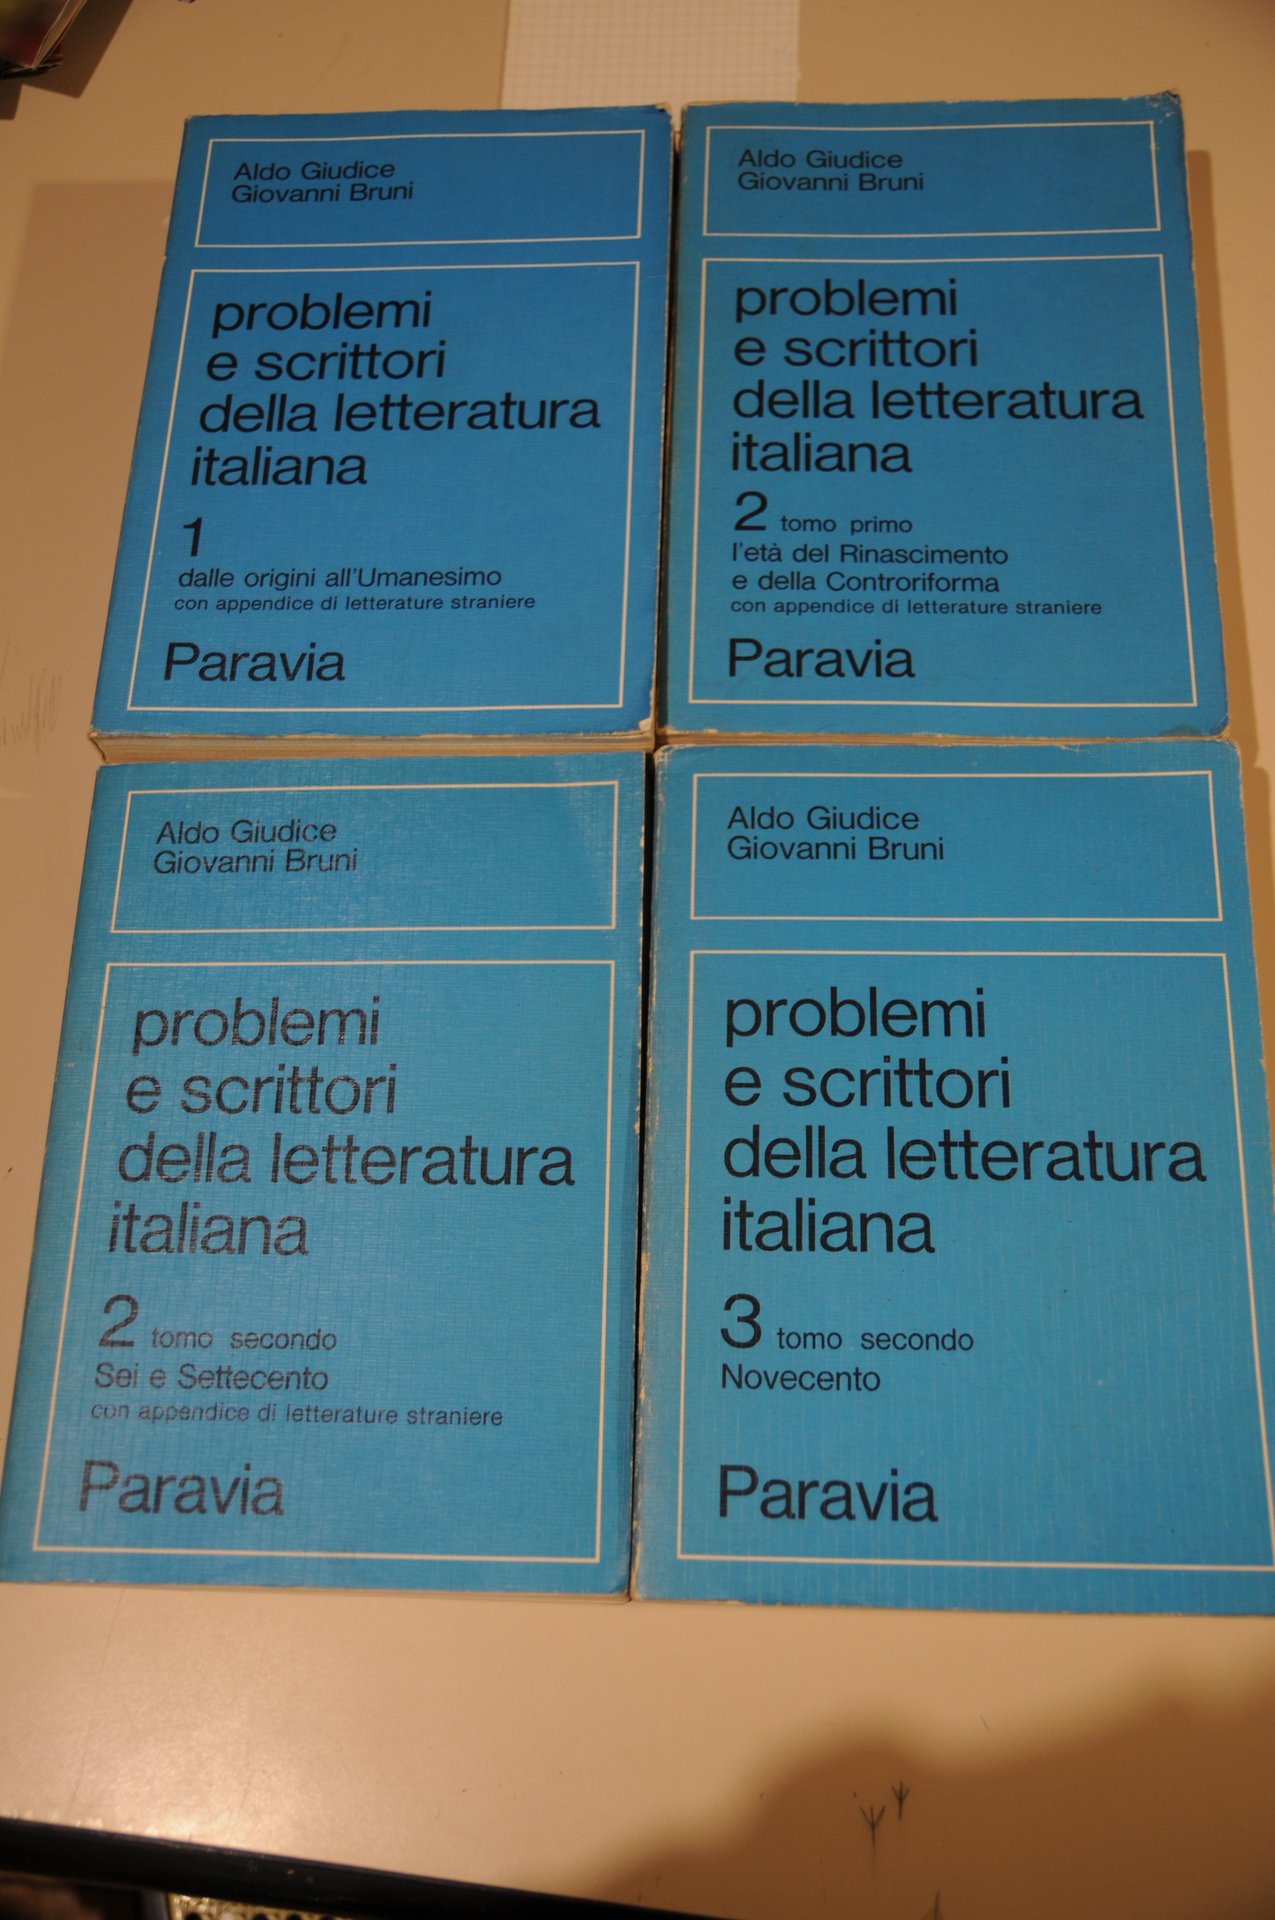 Aldo Giudice
Giovanni Bruni
problemi
e scrittori
della letteratura
italiana
1
dalle origini all'Umanesimo
con appendice di letterature straniere
Paravia
Aldo Giudice
Giovanni Bruni
problemi
e scrittori
della letteratura
italiana
2 tomo primo
l'età del Rinascimento
e della Controriforma
con appendice di letterature straniere
Paravia
Aldo Giudice
Giovanni Bruni
problemi
e scrittori
della letteratura
italiana
2 tomo secondo
Sei e Settecento
con appendice di letterature straniere
Paravia
Aldo Giudice
Giovanni Bruni
problemi
e scrittori
della letteratura
italiana
3 tomo secondo
Novecento
Paravia